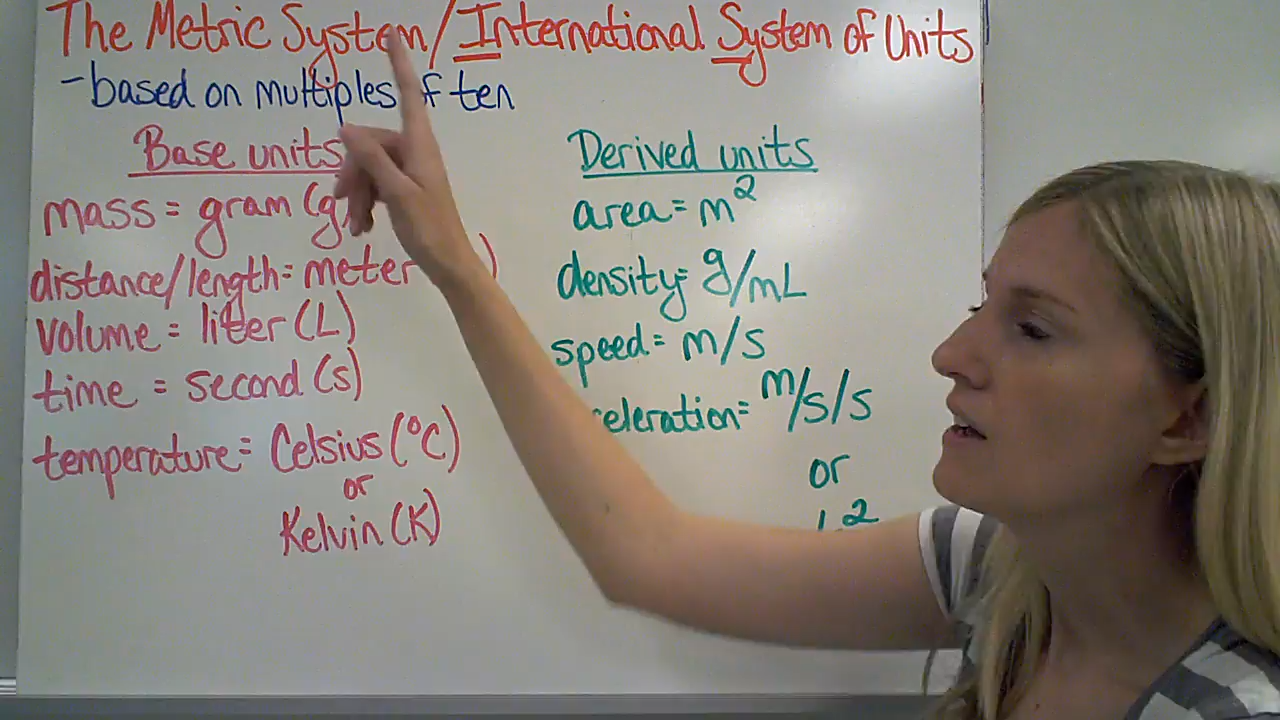 The Metric System/International System of Units
-based on multiples of ten
Base units
mass = gram (g)
distance/length= meter )
volume = liter (L)
time = second (s)
temperature= Celsius (°C)
or
Kelvin (K)
Derived units
area= m²
density= g/mL
speed= m/s
celeration= m/s/s
or